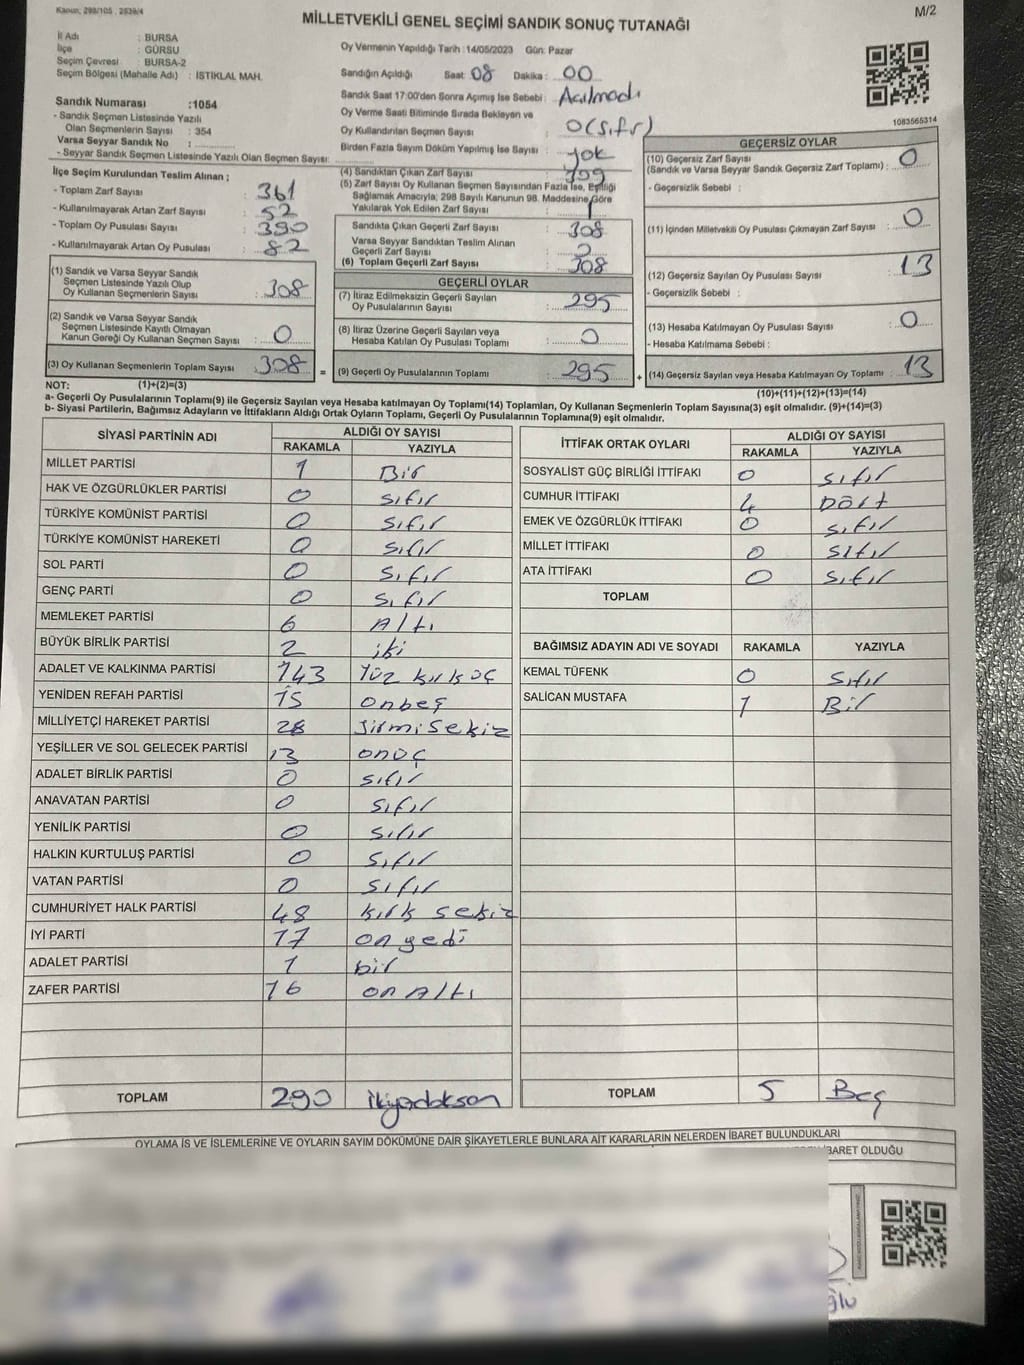 Kanun: 298/105 , 2839/4
MİLLETVEKİLİ GENEL SEÇİMİ SANDIK SONUÇ TUTANAĞI
M/2
İl Adı : BURSA
İlçe : GÜRSU
Seçim Çevresi : BURSA-2
Seçim Bölgesi (Mahalle Adı) : İSTİKLAL MAH.
Sandık Numarası :1054
- Sandık Seçmen Listesinde Yazılı
Olan Seçmenlerin Sayısı : 354
Varsa Seyyar Sandık No :
- Seyyar Sandık Seçmen Listesinde Yazılı Olan Seçmen Sayısı:
İlçe Seçim Kurulundan Teslim Alınan ;
- Toplam Zarf Sayısı : 361
- Kullanılmayarak Artan Zarf Sayısı : 52
- Toplam Oy Pusulası Sayısı : 390
- Kullanılmayarak Artan Oy Pusulası : 82
(1) Sandık ve Varsa Seyyar Sandık
Seçmen Listesinde Yazılı Olup
Oy Kullanan Seçmenlerin Sayısı : 308
(2) Sandık ve Varsa Seyyar Sandık
Seçmen Listesinde Kayıtlı Olmayan
Kanun Gereği Oy Kullanan Seçmen Sayısı : 0
(3) Oy Kullanan Seçmenlerin Toplam Sayısı : 308
Oy Vermenin Yapıldığı Tarih :14/05/2023 Gün: Pazar
Sandığın Açıldığı Saat: 08 Dakika : 00
Sandık Saat 17:00'den Sonra Açımış İse Sebebi : Açılmadı
Oy Verme Saati Bitiminde Sırada Bekleyen ve
Oy Kullandırılan Seçmen Sayısı : 0(sıfır)
Birden Fazla Sayım Döküm Yapılmış İse Sayısı : yok
(4) Sandıktan Çıkan Zarf Sayısı : 309
(5) Zarf Sayısı Oy Kullanan Seçmen Sayısından Fazla İse, Eşitliği
Sağlamak Amacıyla; 298 Sayılı Kanunun 98. Maddesine Göre
Yakılarak Yok Edilen Zarf Sayısı : 1
Sandıkta Çıkan Geçerli Zarf Sayısı : 308
Varsa Seyyar Sandıktan Teslim Alınan
Geçerli Zarf Sayısı : 0
(6) Toplam Geçerli Zarf Sayısı : 308
GEÇERLİ OYLAR
(7) İtiraz Edilmeksizin Geçerli Sayılan
Oy Pusulalarının Sayısı : 295
(8) İtiraz Üzerine Geçerli Sayılan veya
Hesaba Katılan Oy Pusulası Toplamı : 0
= (9) Geçerli Oy Pusulalarının Toplamı : 295 +
1083565314
GEÇERSİZ OYLAR
(10) Geçersiz Zarf Sayısı
(Sandık ve Varsa Seyyar Sandık Geçersiz Zarf Toplamı) : 0
- Geçersizlik Sebebi :
(11) İçinden Milletvekili Oy Pusulası Çıkmayan Zarf Sayısı : 0
(12) Geçersiz Sayılan Oy Pusulası Sayısı : 13
- Geçersizlik Sebebi :
(13) Hesaba Katılmayan Oy Pusulası Sayısı : 0
- Hesaba Katılmama Sebebi :
(14) Geçersiz Sayılan veya Hesaba Katılmayan Oy Toplamı : 13
NOT: (1)+(2)=(3) (10)+(11)+(12)+(13)=(14)
a- Geçerli Oy Pusulalarının Toplamı(9) ile Geçersiz Sayılan veya Hesaba Katılmayan Oy Toplamı(14) Toplamları, Oy Kullanan Seçmenlerin Toplam Sayısına(3) eşit olmalıdır. (9)+(14)=(3)
b- Siyasi Partilerin, Bağımsız Adayların ve İttifakların Aldığı Ortak Oyların Toplamı, Geçerli Oy Pusulalarının Toplamına(9) eşit olmalıdır.
SİYASİ PARTİNİN ADI ALDIĞI OY SAYISI
RAKAMLA YAZIYLA
MİLLET PARTİSİ 1 Bir
HAK VE ÖZGÜRLÜKLER PARTİSİ 0 sıfır
TÜRKİYE KOMÜNİST PARTİSİ 0 sıfır
TÜRKİYE KOMÜNİST HAREKETİ 0 sıfır
SOL PARTİ 0 sıfır
GENÇ PARTİ 0 sıfır
MEMLEKET PARTİSİ 6 Altı
BÜYÜK BİRLİK PARTİSİ 2 iki
ADALET VE KALKINMA PARTİSİ 143 Yüz kırk üç
YENİDEN REFAH PARTİSİ 15 onbeş
MİLLİYETÇİ HAREKET PARTİSİ 28 Yirmi sekiz
YEŞİLLER VE SOL GELECEK PARTİSİ 13 onüç
ADALET BİRLİK PARTİSİ 0 sıfır
ANAVATAN PARTİSİ 0 sıfır
YENİLİK PARTİSİ 0 sıfır
HALKIN KURTULUŞ PARTİSİ 0 sıfır
VATAN PARTİSİ 0 sıfır
CUMHURİYET HALK PARTİSİ 48 kırk sekiz
İYİ PARTİ 17 on yedi
ADALET PARTİSİ 1 bir
ZAFER PARTİSİ 16 on Altı
TOPLAM 290 ikiyüzdoksan
İTTİFAK ORTAK OYLARI ALDIĞI OY SAYISI
RAKAMLA YAZIYLA
SOSYALİST GÜÇ BİRLİĞİ İTTİFAKI 0 sıfır
CUMHUR İTTİFAKI 4 Dört
EMEK VE ÖZGÜRLÜK İTTİFAKI 0 sıfır
MİLLET İTTİFAKI 0 sıfır
ATA İTTİFAKI 0 sıfır
TOPLAM
BAĞIMSIZ ADAYIN ADI VE SOYADI RAKAMLA YAZIYLA
KEMAL TÜFENK 0 Sıfır
SALİCAN MUSTAFA 1 Bir
TOPLAM 5 Beş
OYLAMA İŞ VE İŞLEMLERİNE VE OYLARIN SAYIM DÖKÜMÜNE DAİR ŞİKAYETLERLE BUNLARA AİT KARARLARIN NELERDEN İBARET BULUNDUKLARI
İBARET OLDUĞU